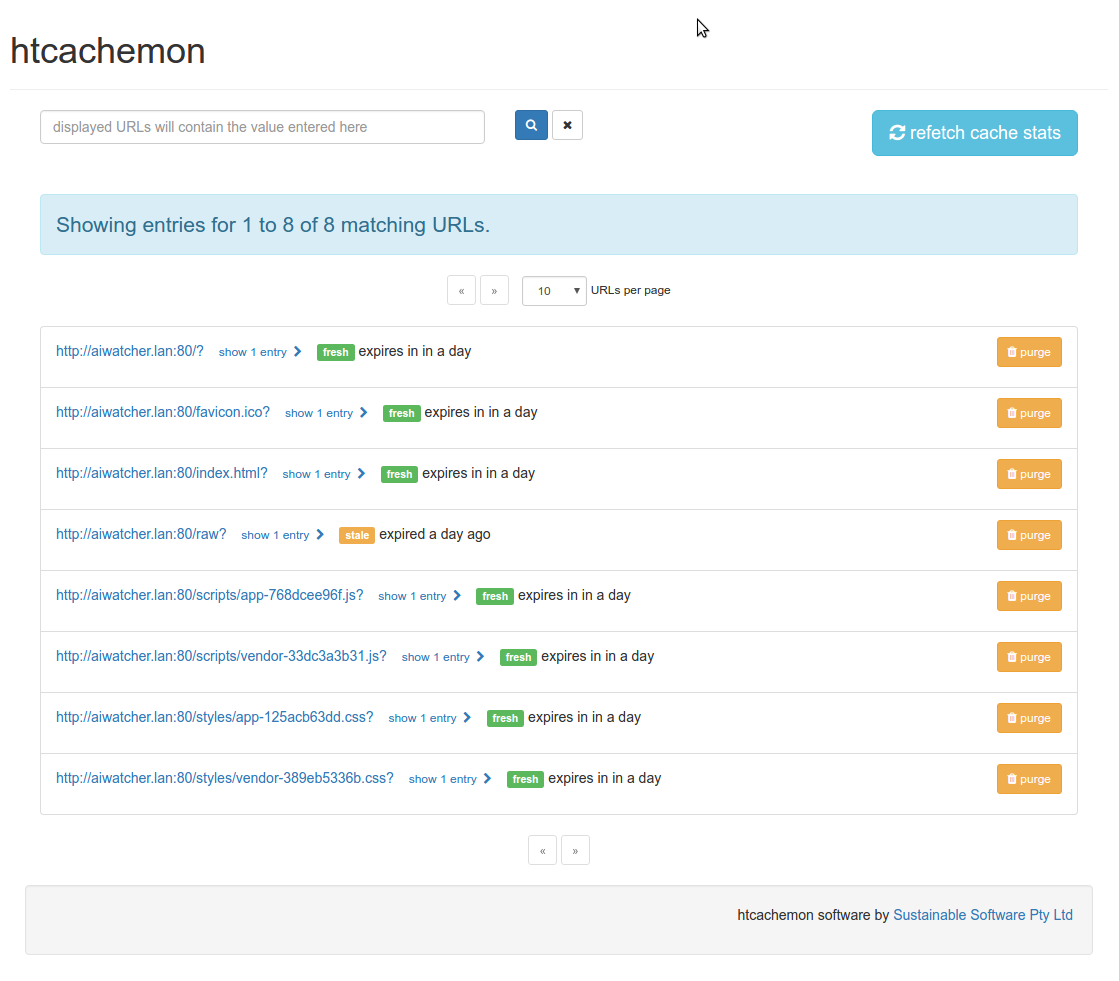 htcachemon
displayed URLs will contain the value entered here
refetch cache stats
Showing entries for 1 to 8 of 8 matching URLs.
« » 10 URLs per page
http://aiwatcher.lan:80/? show 1 entry fresh expires in in a day purge
http://aiwatcher.lan:80/favicon.ico? show 1 entry fresh expires in in a day purge
http://aiwatcher.lan:80/index.html? show 1 entry fresh expires in in a day purge
http://aiwatcher.lan:80/raw? show 1 entry stale expired a day ago purge
http://aiwatcher.lan:80/scripts/app-768dcee96f.js? show 1 entry fresh expires in in a day purge
http://aiwatcher.lan:80/scripts/vendor-33dc3a3b31.js? show 1 entry fresh expires in in a day purge
http://aiwatcher.lan:80/styles/app-125acb63dd.css? show 1 entry fresh expires in in a day purge
http://aiwatcher.lan:80/styles/vendor-389eb5336b.css? show 1 entry fresh expires in in a day purge
« »
htcachemon software by Sustainable Software Pty Ltd